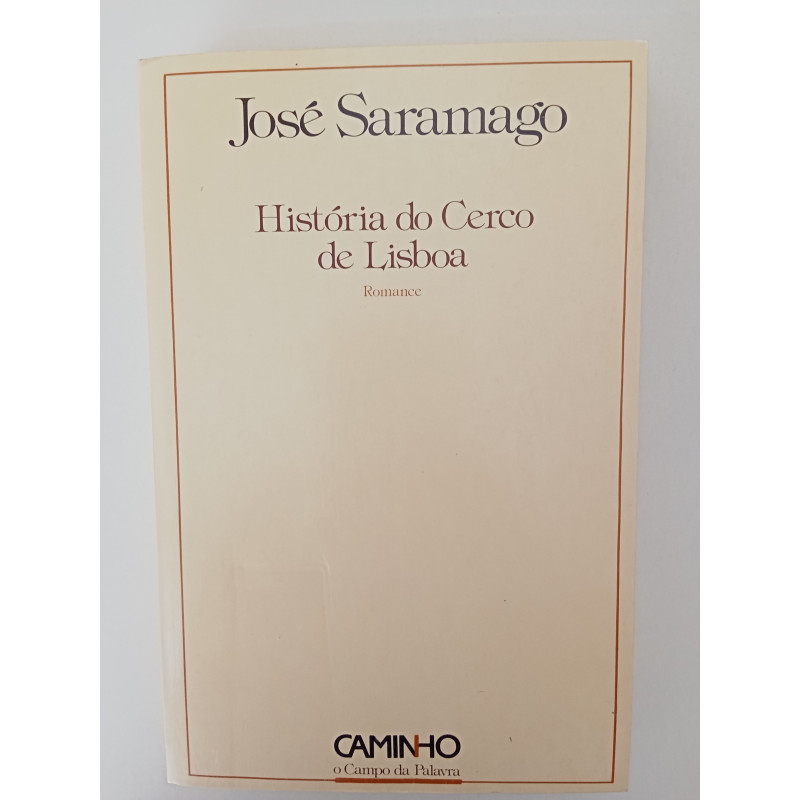 José Saramago
História do Cerco
de Lisboa
Romance
CAMINHO
o Campo da Palavra